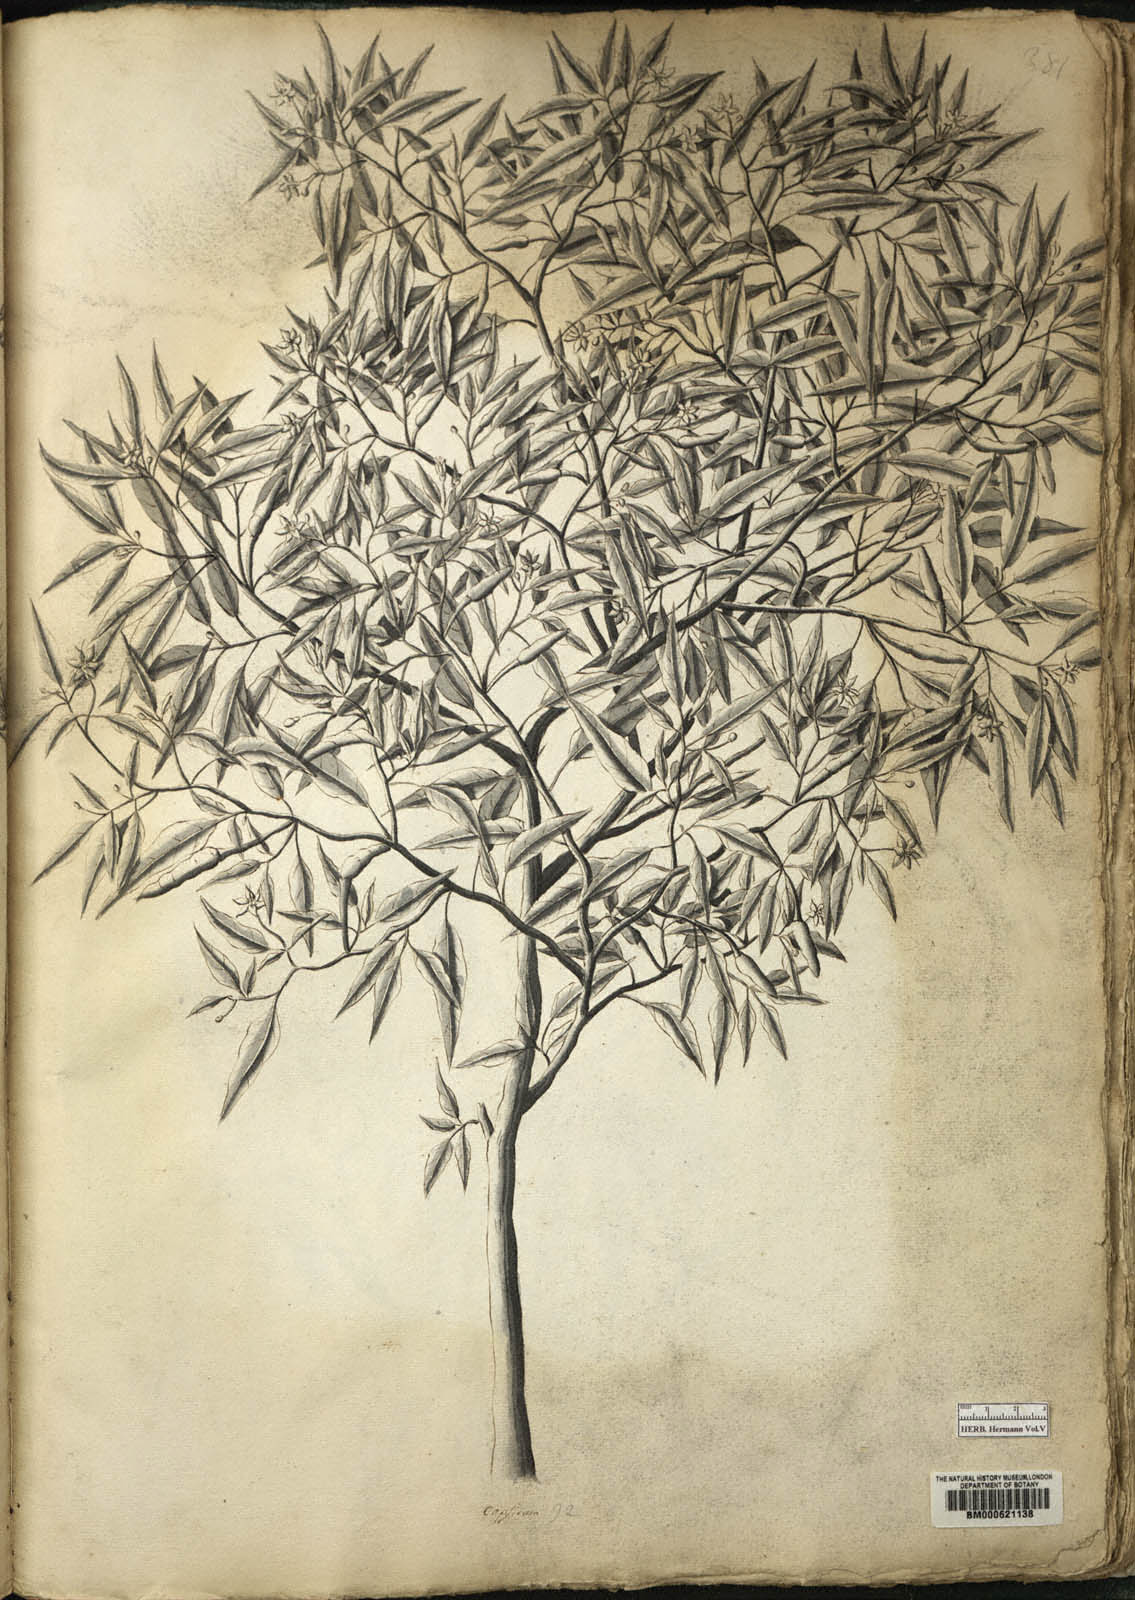 381
HERB. Hermann Vol.V
THE NATURAL HISTORY MUSEUM, LONDON
DEPARTMENT OF BOTANY
BM000621138
Capsicum 92